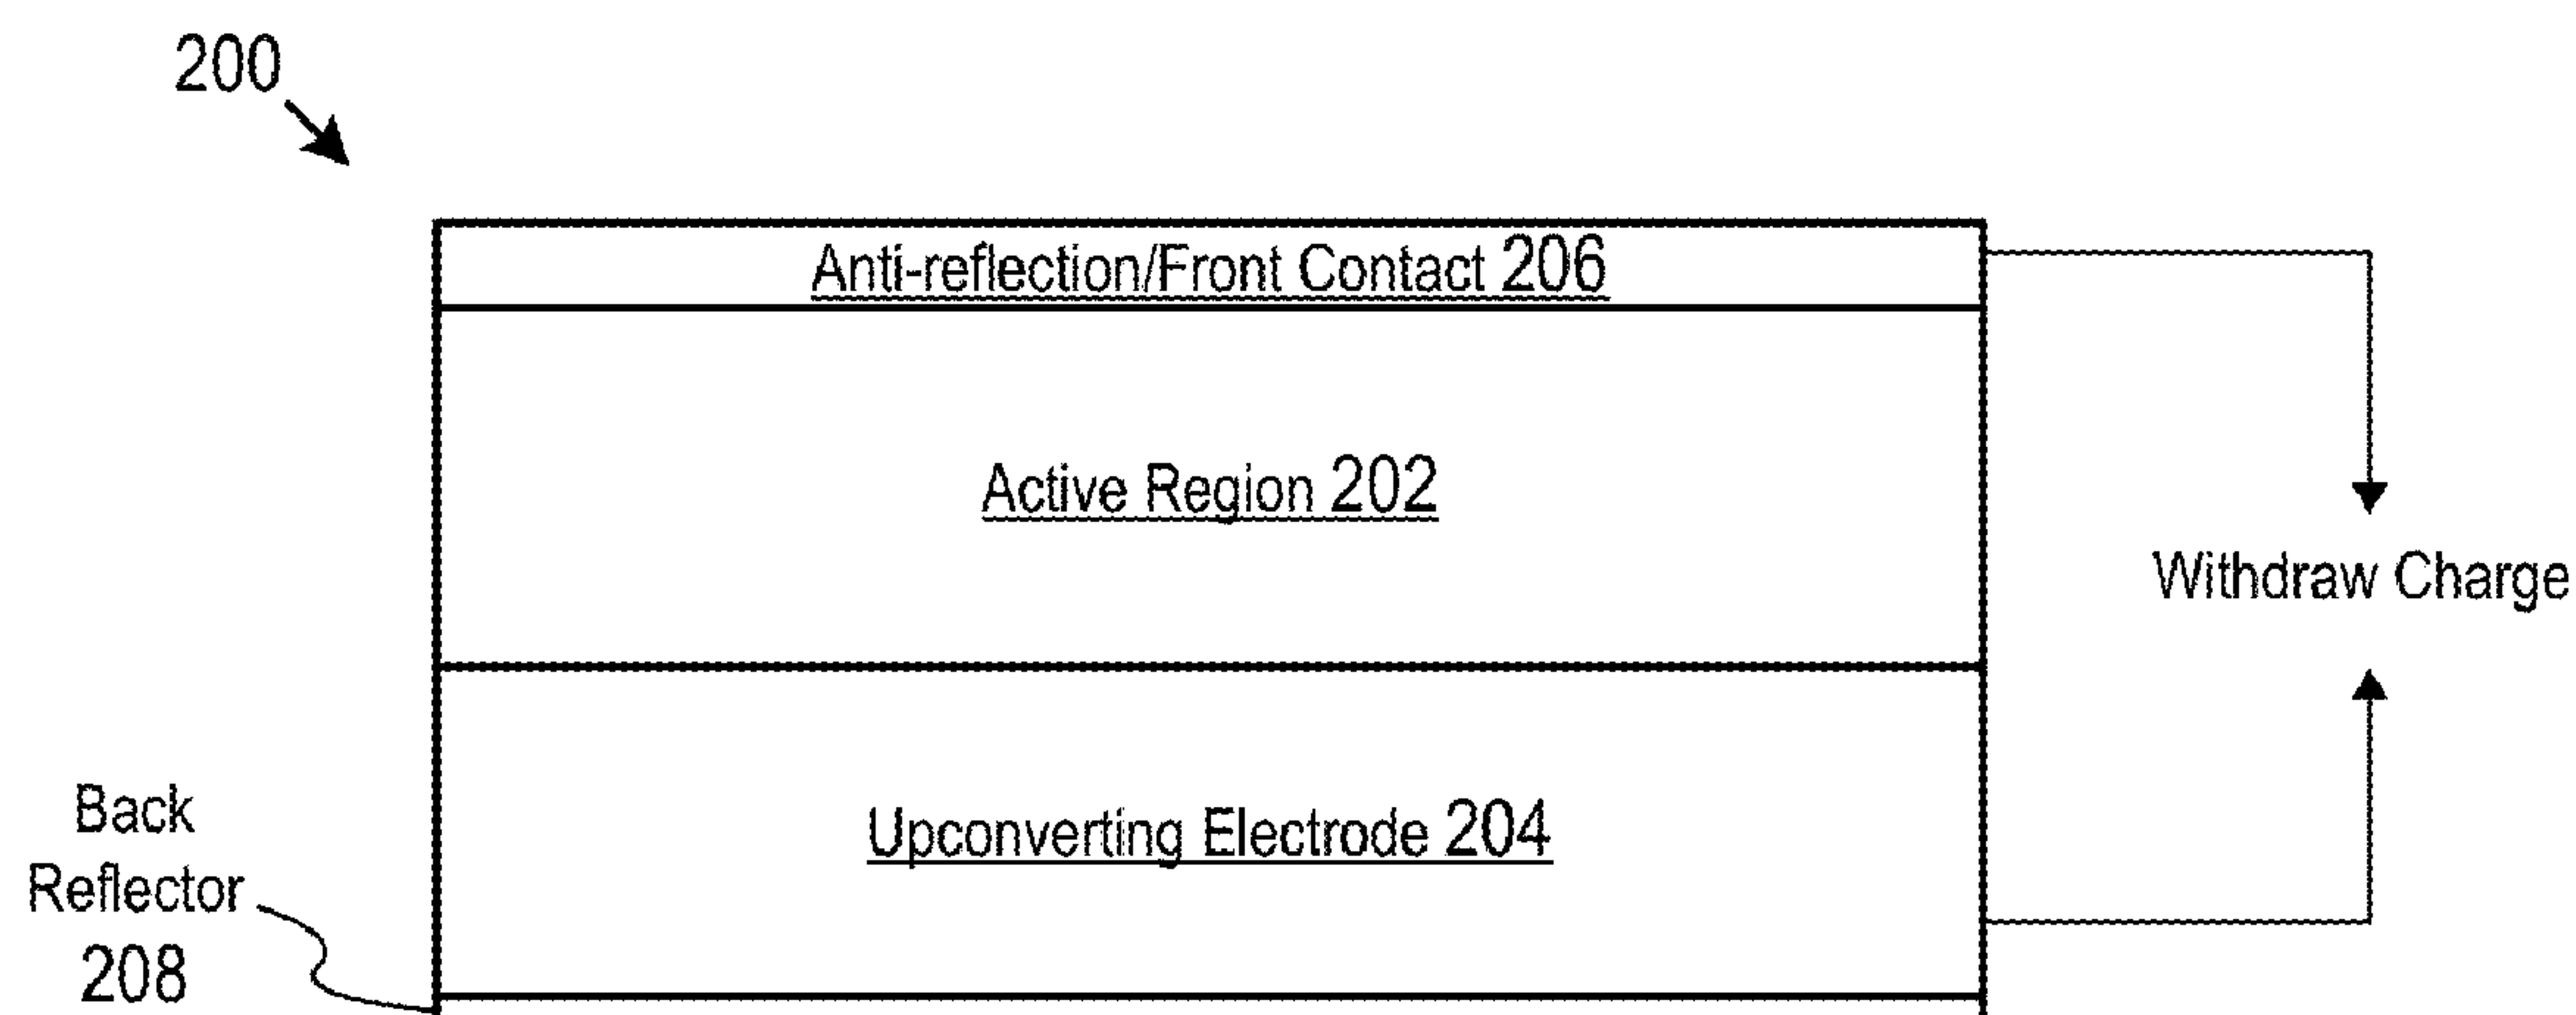 200
Anti-reflection/Front Contact 206
Active Region 202
Withdraw Charge
Upconverting Electrode 204
Back
Reflector
208